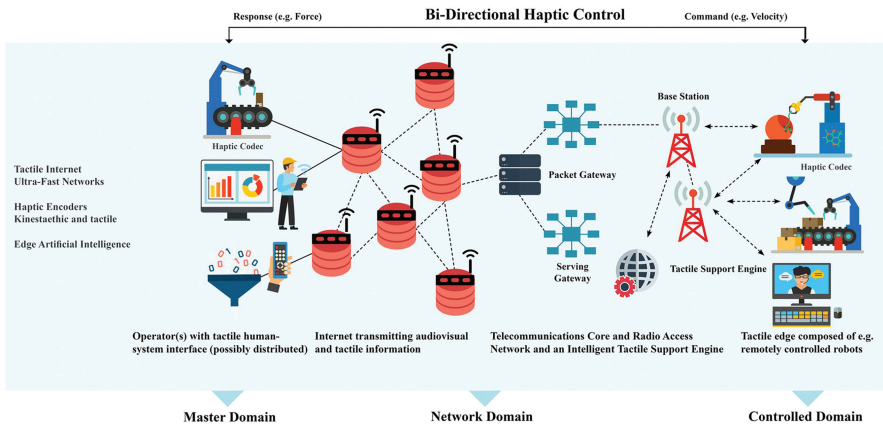 Bi-Directional Haptic Control
Response (e.g. Force)
Command (e.g. Velocity)
Haptic Codec
Tactile Internet
Ultra-Fast Networks
Haptic Encoders
Kinestaethic and tactile
Edge Artificial Intelligence
Base Station
Packet Gateway
Haptic Codec
Serving
Gateway
Tactile Support Engine
Operator(s) with tactile human-
system interface (possibly distributed)
Internet transmitting audiovisual
and tactile information
Telecommunications Core and Radio Access
Network and an Intelligent Tactile Support Engine
Tactile edge composed of e.g.
remotely controlled robots
Master Domain
Network Domain
Controlled Domain